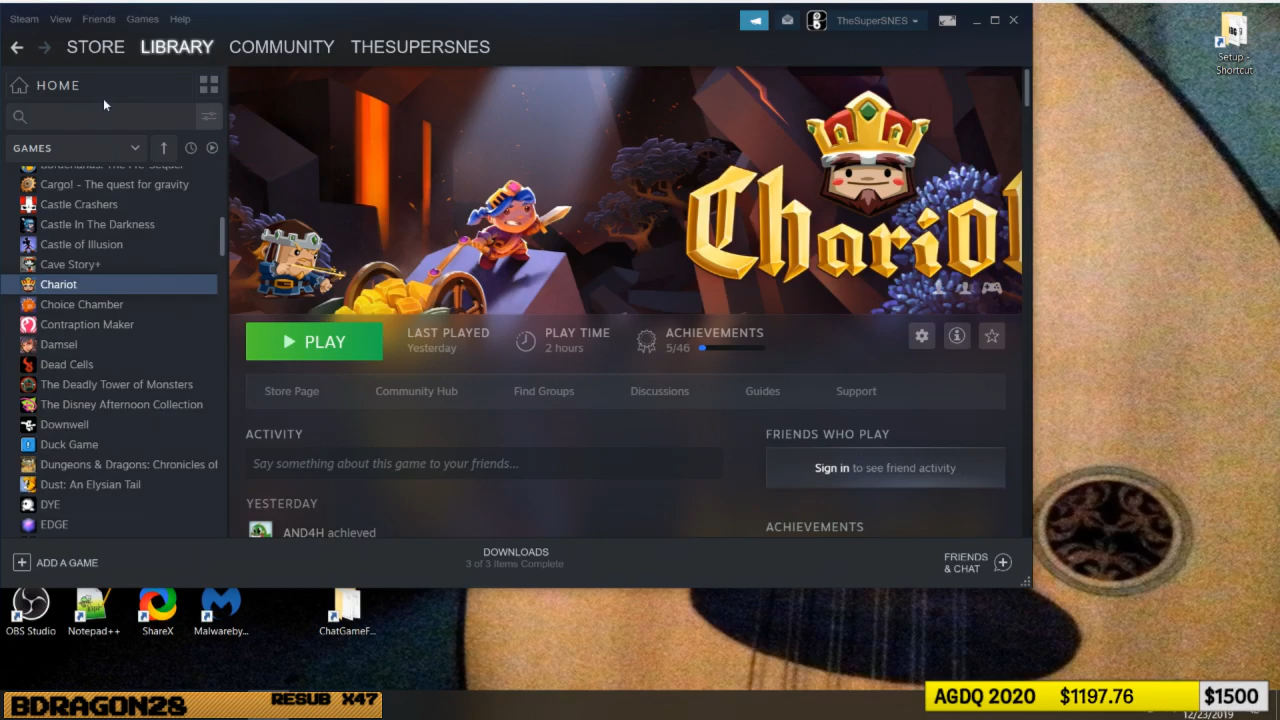 Steam View Friends Games Help
TheSuperSNES
STORE LIBRARY COMMUNITY THESUPERSNES
HOME
GAMES
Borderlands: The Pre-Sequel
Cargo! - The quest for gravity
Castle Crashers
Castle In The Darkness
Castle of Illusion
Cave Story+
Chariot
Choice Chamber
Contraption Maker
Damsel
Dead Cells
The Deadly Tower of Monsters
The Disney Afternoon Collection
Downwell
Duck Game
Dungeons & Dragons: Chronicles of
Dust: An Elysian Tail
DYE
EDGE
ADD A GAME
Chariot
PLAY
LAST PLAYED
Yesterday
PLAY TIME
2 hours
ACHIEVEMENTS
5/46
Store Page Community Hub Find Groups Discussions Guides Support
ACTIVITY
Say something about this game to your friends...
YESTERDAY
AND4H achieved
FRIENDS WHO PLAY
Sign in to see friend activity
ACHIEVEMENTS
DOWNLOADS
3 of 3 Items Complete
FRIENDS
& CHAT
Setup -
Shortcut
OBS Studio
Notepad++
ShareX
Malwareby...
ChatGameF...
BDRAGON28
RESUB X47
AGDQ 2020 $1197.76 $1500
12/23/2019